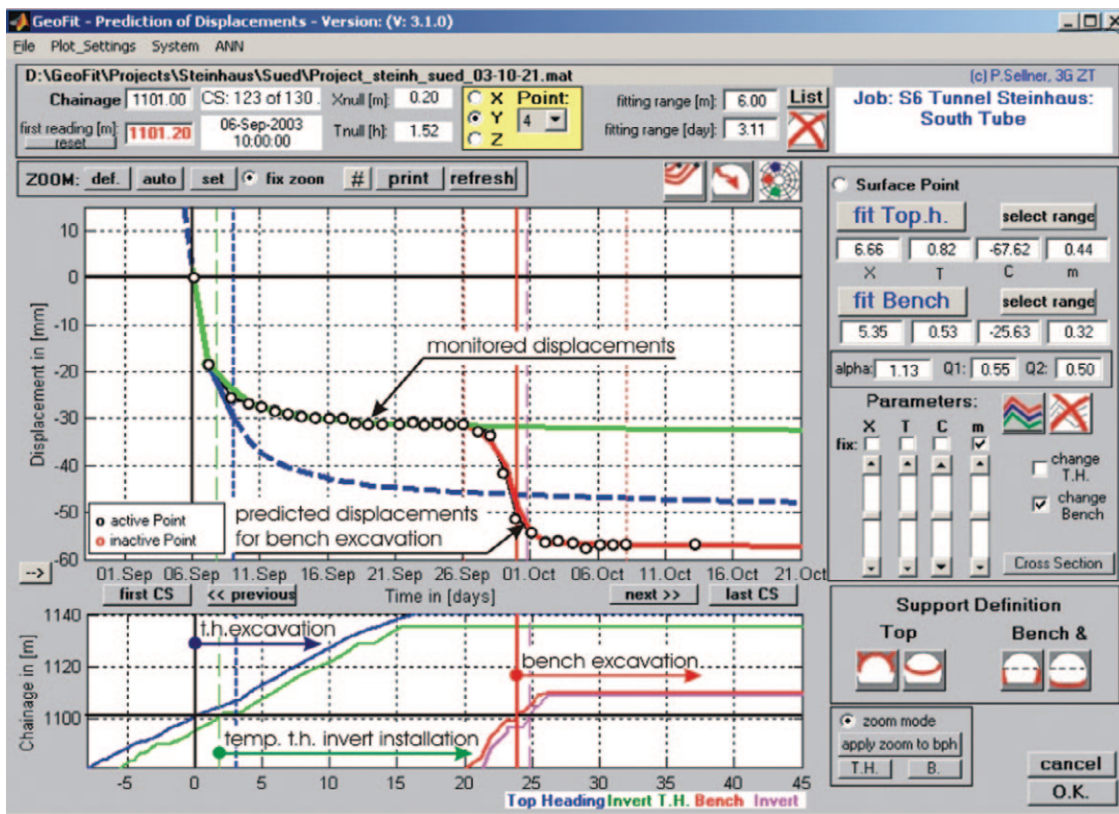 GeoFit - Prediction of Displacements - Version: (V: 3.1.0)
File Plot_Settings System ANN
D:\GeoFit\Projects\Steinhaus\Sued\Project_steinh_sued_03-10-21.mat
(c) P.Sellner, 3G ZT
Chainage 1101.00 CS: 123 of 130 . Xnull [m]: 0.20 X Point: fitting range [m]: 6.00 List
Job: S6 Tunnel Steinhaus:
South Tube
first reading [m]: 1101.20 06-Sep-2003 Tnull [h]: 1.52 Y 4 fitting range [day]: 3.11
reset 10:00:00 Z
ZOOM: def. auto set fix zoon # print refresh
Surface Point
fit Top.h. select range
6.66 0.82 -67.62 0.44
X T C m
fit Bench select range
5.35 0.53 -25.63 0.32
alpha: 1.13 Q1: 0.55 Q2: 0.50
Parameters:
X T C m
fix:
change
T.H.
change
Bench
Cross Section
Displacement in [mm]
10
0
-10
-20
-30
-40
-50
-60
monitored displacements
predicted displacements
for bench excavation
active Point
inactive Point
-->
01.Sep 06.Sep 11.Sep 16.Sep 21.Sep 26.Sep 01.Oct 06.Oct 11.Oct 16.Oct 21.Oct
first CS << previous Time in [days] next >> last CS
Chainage in [m]
1140
1120
1100
t.h.excavation
bench excavation
temp. t.h. invert installation
-5 0 5 10 15 20 25 30 35 40 45
Top Heading Invert T.H. Bench Invert
Support Definition
Top Bench &
zoom mode
apply zoom to bph
T.H. B.
cancel
O.K.